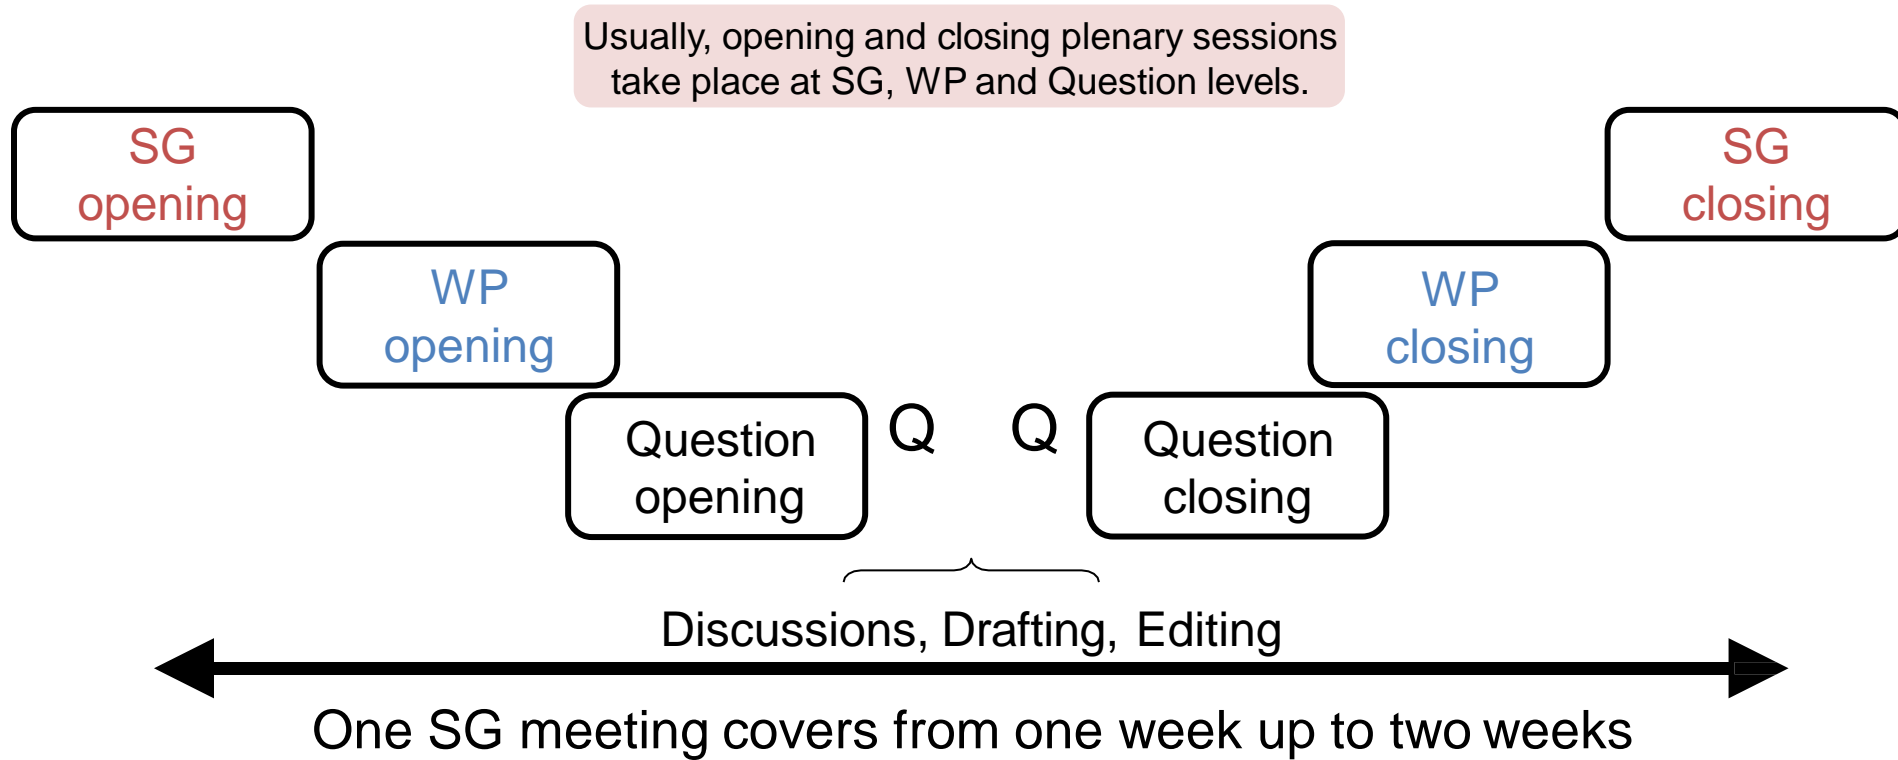 Usually, opening and closing plenary sessions
take place at SG, WP and Question levels.
SG
opening
SG
closing
WP
opening
WP
closing
Question
opening
Q
Q
Question
closing
Discussions, Drafting, Editing
One SG meeting covers from one week up to two weeks